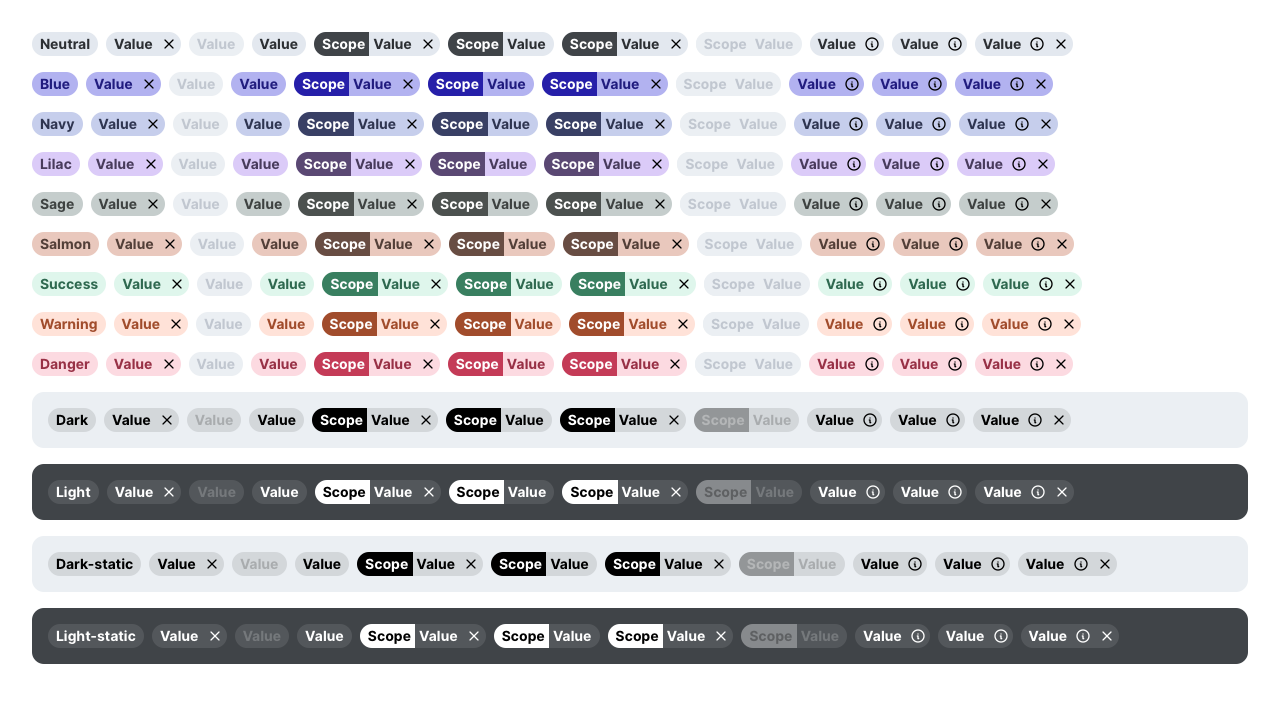 Neutral Value Value Value Scope Value Scope Value Scope Value Scope Value Value Value Value
Blue Value Value Value Scope Value Scope Value Scope Value Scope Value Value Value Value
Navy Value Value Value Scope Value Scope Value Scope Value Scope Value Value Value Value
Lilac Value Value Value Scope Value Scope Value Scope Value Scope Value Value Value Value
Sage Value Value Value Scope Value Scope Value Scope Value Scope Value Value Value Value
Salmon Value Value Value Scope Value Scope Value Scope Value Scope Value Value Value Value
Success Value Value Value Scope Value Scope Value Scope Value Scope Value Value Value Value
Warning Value Value Value Scope Value Scope Value Scope Value Scope Value Value Value Value
Danger Value Value Value Scope Value Scope Value Scope Value Scope Value Value Value Value
Dark Value Value Value Scope Value Scope Value Scope Value Scope Value Value Value Value
Light Value Value Value Scope Value Scope Value Scope Value Scope Value Value Value Value
Dark-static Value Value Value Scope Value Scope Value Scope Value Scope Value Value Value Value
Light-static Value Value Value Scope Value Scope Value Scope Value Scope Value Value Value Value